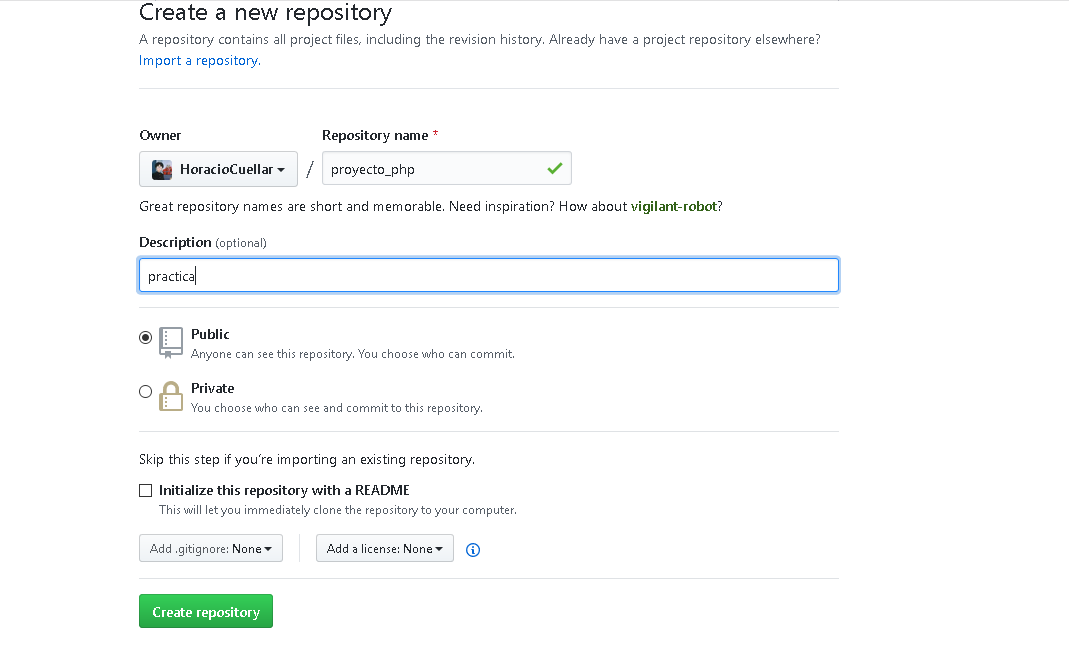 Create a new repository
A repository contains all project files, including the revision history. Already have a project repository elsewhere?
Import a repository.
Owner
Repository name *
HoracioCuellar
/
proyecto_php
Great repository names are short and memorable. Need inspiration? How about vigilant-robot?
Description (optional)
practica
Public
Anyone can see this repository. You choose who can commit.
Private
You choose who can see and commit to this repository.
Skip this step if you’re importing an existing repository.
Initialize this repository with a README
This will let you immediately clone the repository to your computer.
Add .gitignore: None
Add a license: None
Create repository